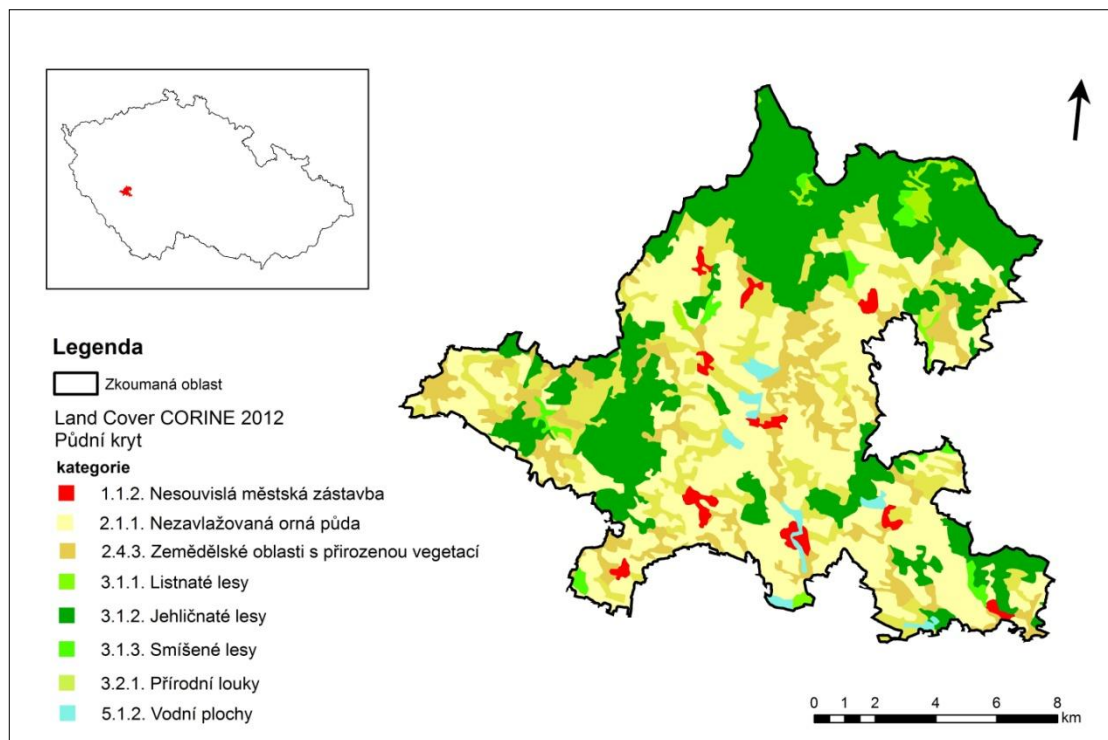 Legenda
Zkoumaná oblast
Land Cover CORINE 2012
Půdní kryt
kategorie
1.1.2. Nesouvislá městská zástavba
2.1.1. Nezavlažovaná orná půda
2.4.3. Zemědělské oblasti s přirozenou vegetací
3.1.1. Listnaté lesy
3.1.2. Jehličnaté lesy
3.1.3. Smíšené lesy
3.2.1. Přírodní louky
5.1.2. Vodní plochy
0 1 2 4 6 8
km